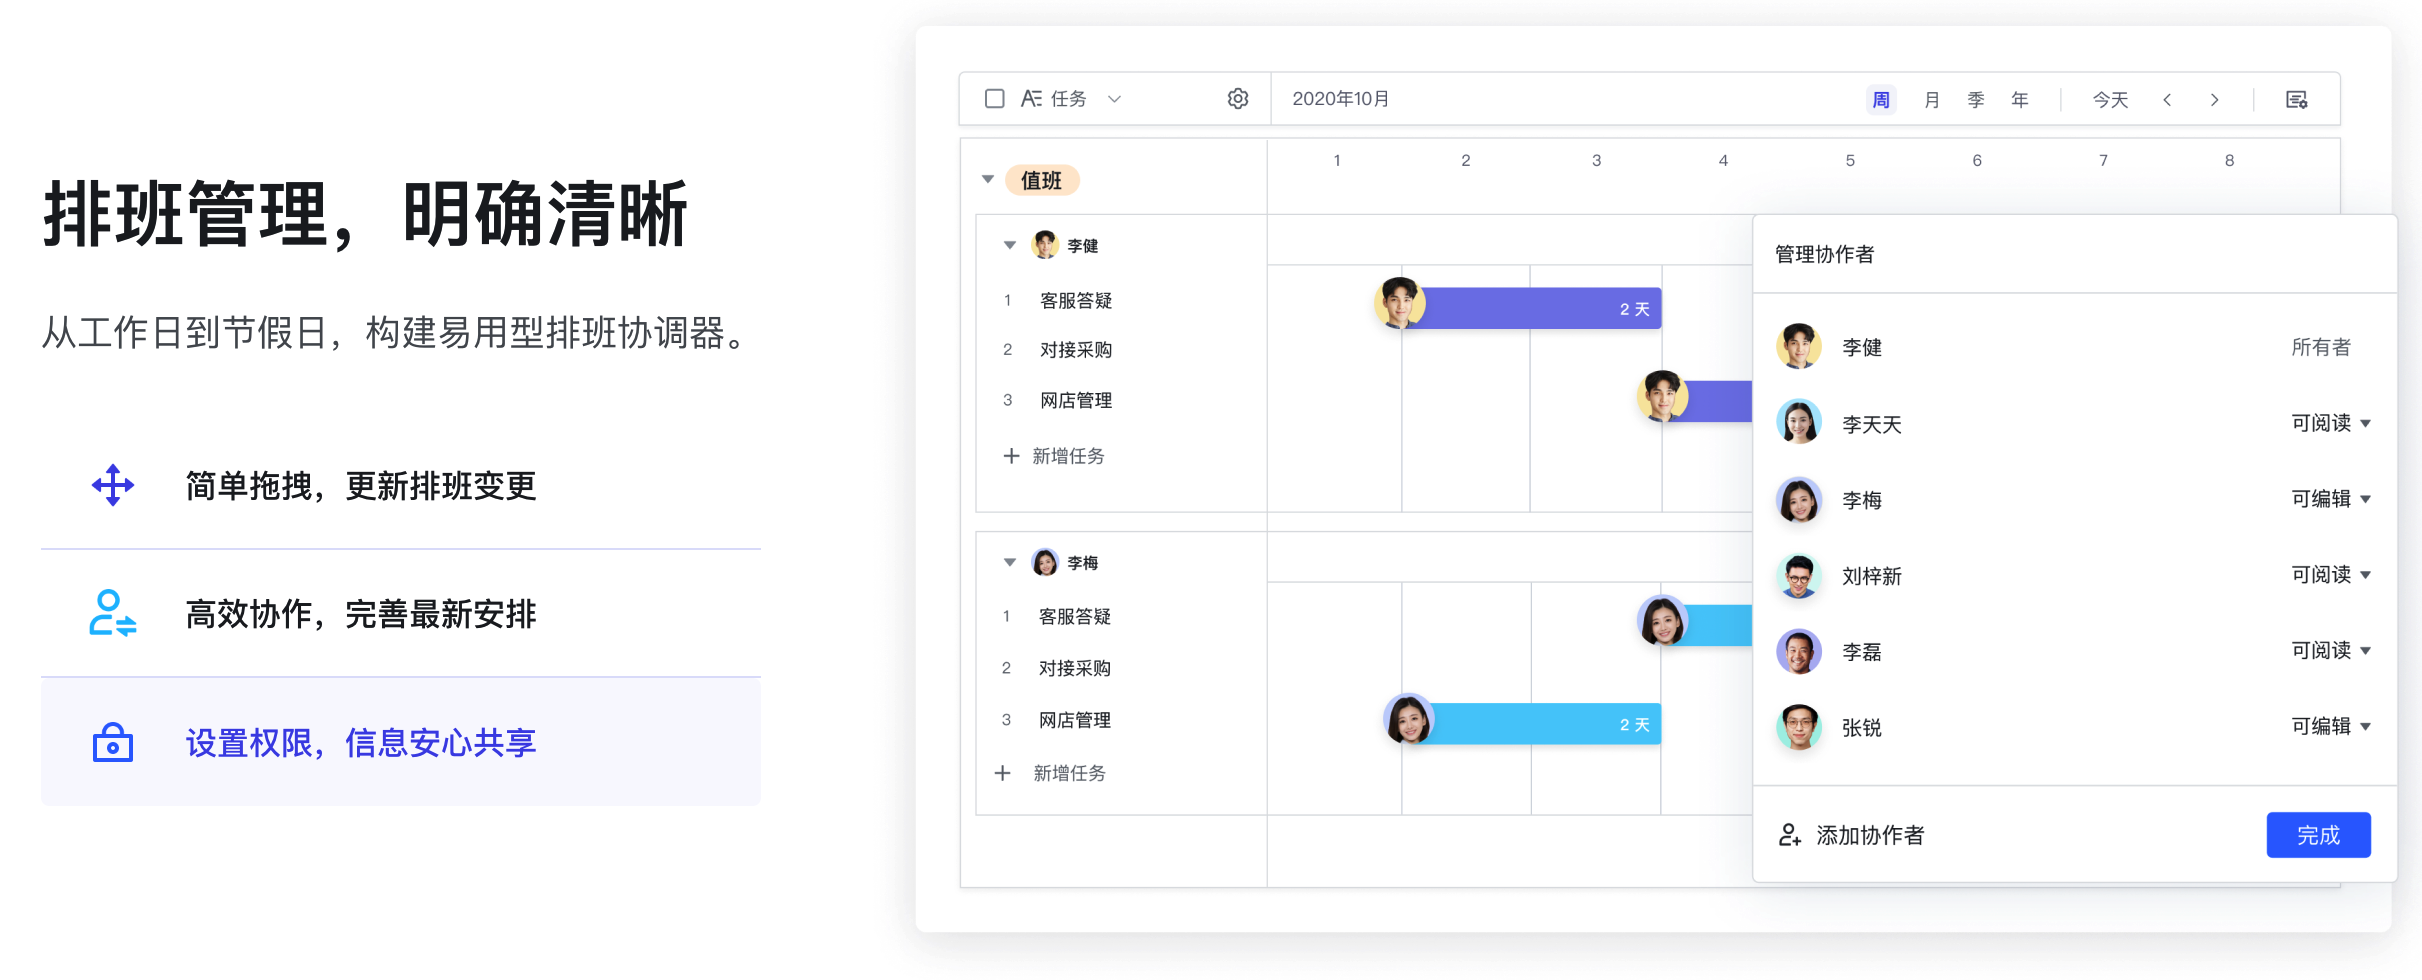 排班管理，明确清晰
从工作日到节假日，构建易用型排班协调器。
简单拖拽，更新排班变更
高效协作，完善最新安排
设置权限，信息安心共享
任务
2020年10月
周 月 季 年 今天
1 2 3 4 5 6 7 8
值班
李健
1 客服答疑
2 天
2 对接采购
3 网店管理
新增任务
李梅
1 客服答疑
2 对接采购
3 网店管理
2 天
新增任务
管理协作者
李健 所有者
李天天 可阅读
李梅 可编辑
刘梓新 可阅读
李磊 可阅读
张锐 可编辑
添加协作者 完成